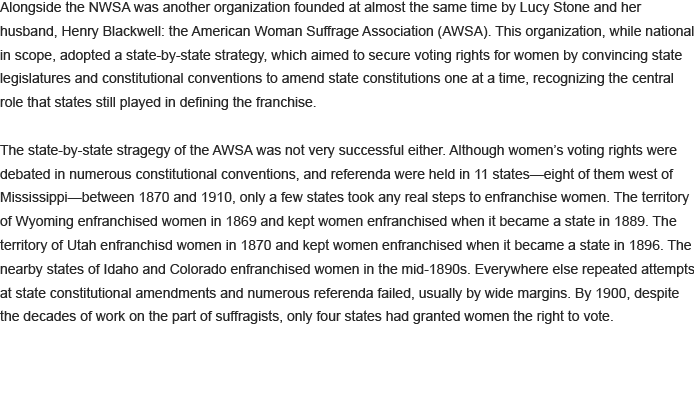 Alongside the NWSA was another organization founded at almost the same time by Lucy Stone and her
husband, Henry Blackwell: the American Woman Suffrage Association (AWSA). This organization, while national
in scope, adopted a state-by-state strategy, which aimed to secure voting rights for women by convincing state
legislatures and constitutional conventions to amend state constitutions one at a time, recognizing the central
role that states still played in defining the franchise.

The state-by-state stragegy of the AWSA was not very successful either. Although women’s voting rights were
debated in numerous constitutional conventions, and referenda were held in 11 states—eight of them west of
Mississippi—between 1870 and 1910, only a few states took any real steps to enfranchise women. The territory
of Wyoming enfranchised women in 1869 and kept women enfranchised when it became a state in 1889. The
territory of Utah enfranchisd women in 1870 and kept women enfranchised when it became a state in 1896. The
nearby states of Idaho and Colorado enfranchised women in the mid-1890s. Everywhere else repeated attempts
at state constitutional amendments and numerous referenda failed, usually by wide margins. By 1900, despite
the decades of work on the part of suffragists, only four states had granted women the right to vote.